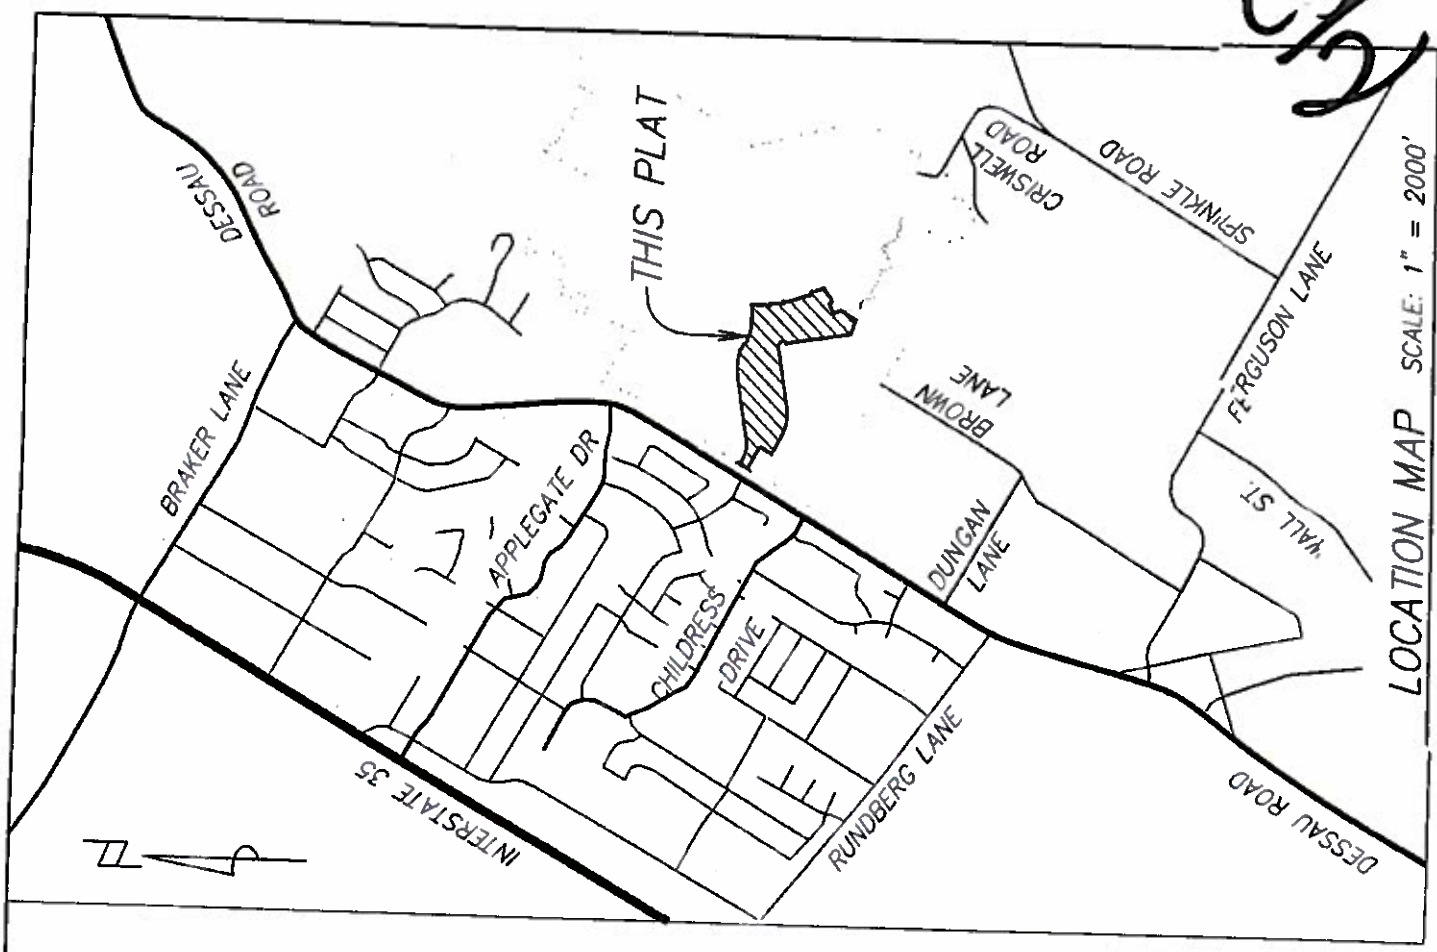 THIS PLAT
DESSAU
ROAD
CRISWELL
ROAD
SPINKLE ROAD
BRAKER LANE
APPLEGATE DR
FERGUSON LANE
BROWN
LANE
DUNGAN
LANE
WALL ST.
CHILDRESS
DRIVE
RUNDBERG LANE
INTERSTATE 35
DESSAU ROAD
N
LOCATION MAP SCALE: 1" = 2000'